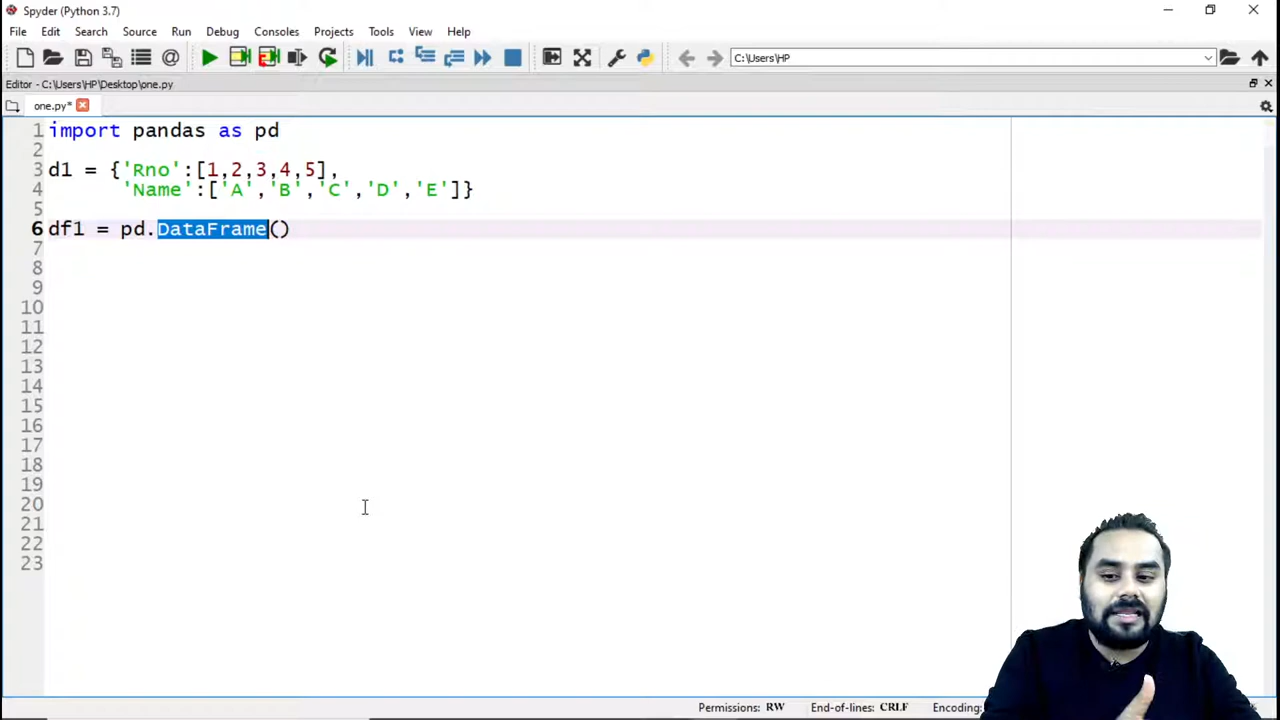 Spyder (Python 3.7)
File Edit Search Source Run Debug Consoles Projects Tools View Help
C:\Users\HP
Editor - C:\Users\HP\Desktop\one.py
one.py*
1 import pandas as pd
2
3 d1 = {'Rno':[1,2,3,4,5],
4 'Name':['A','B','C','D','E']}
5
6 df1 = pd.DataFrame()
7
8
9
10
11
12
13
14
15
16
17
18
19
20
21
22
23
Permissions: RW End-of-lines: CRLF Encoding: